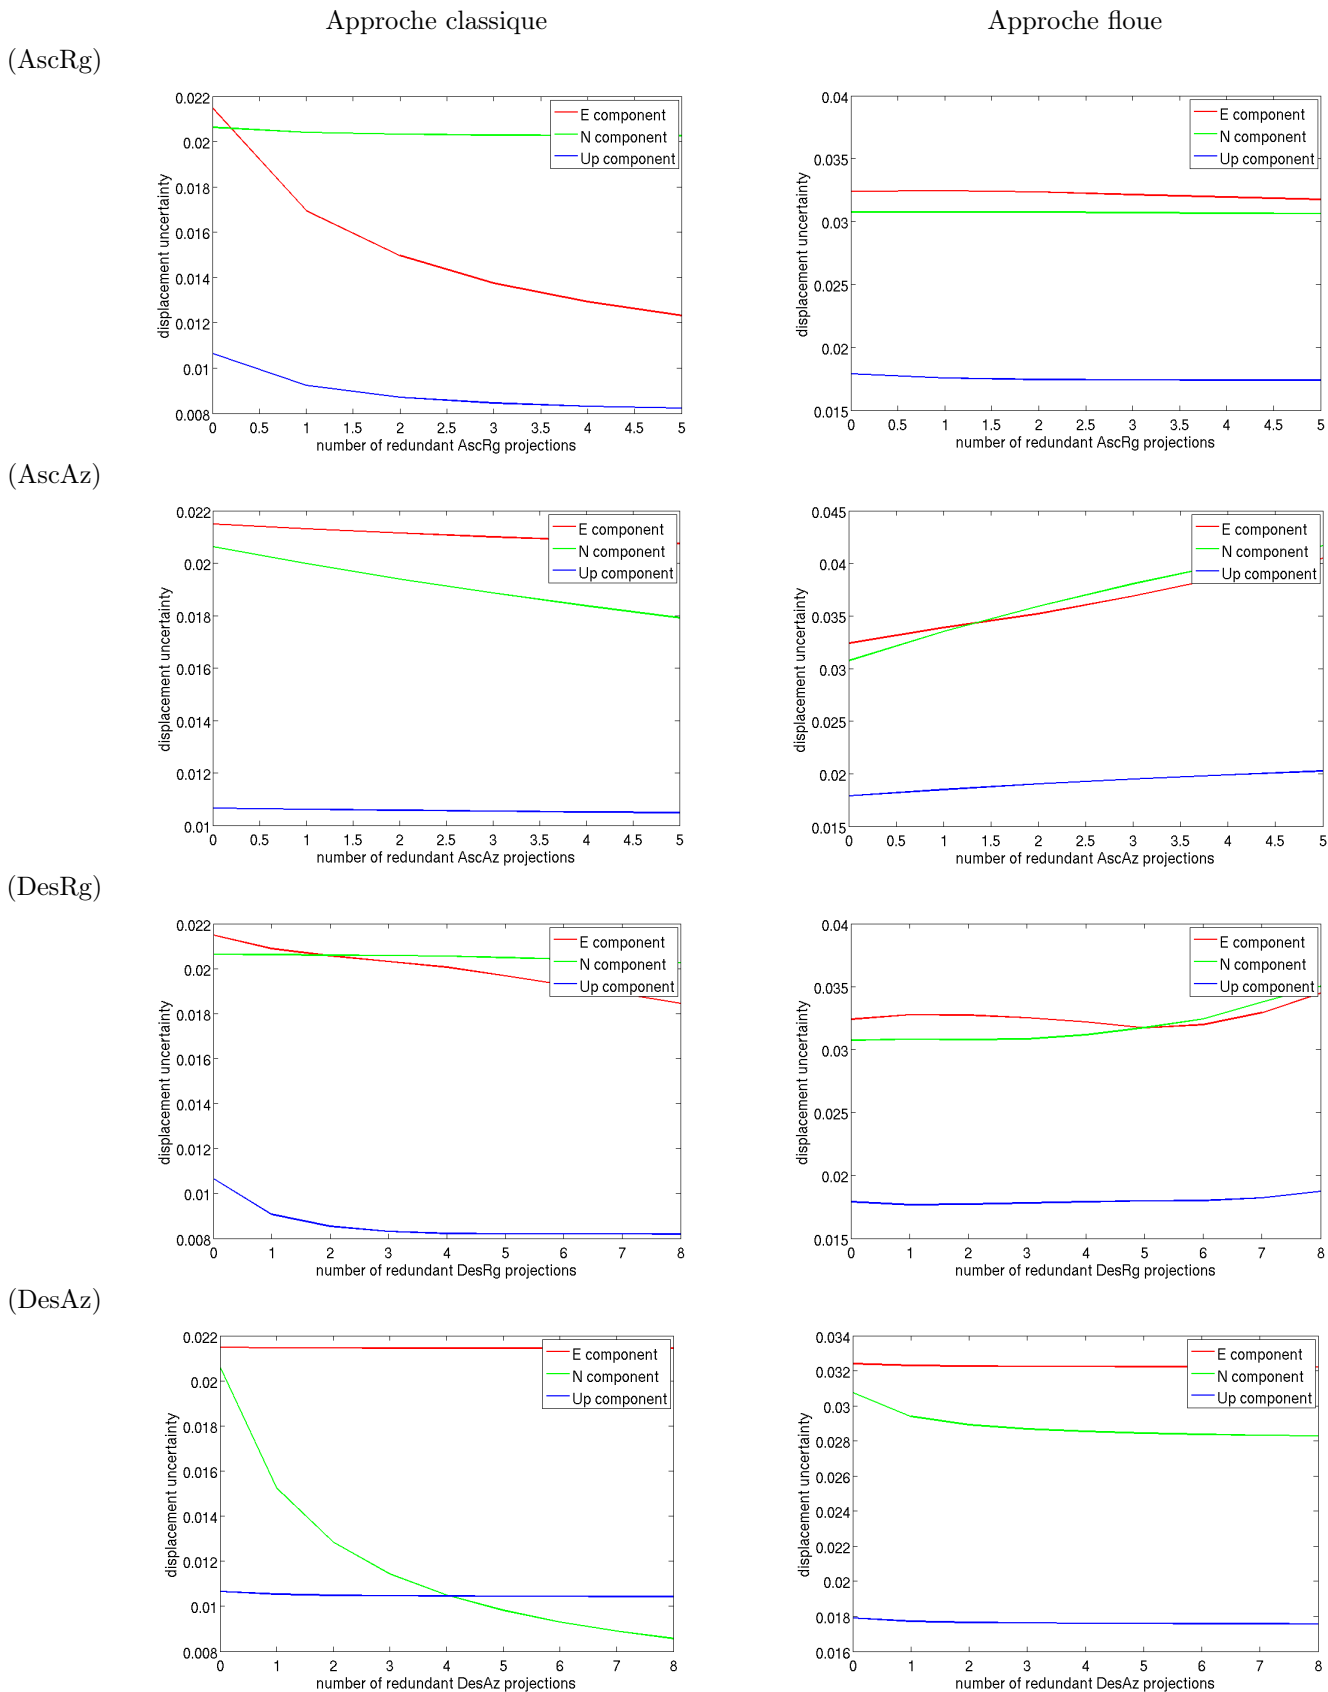 Approche classique
Approche floue
(AscRg)
0.022
0.02
0.018
0.016
0.014
0.012
0.01
0.008
displacement uncertainty
E component
N component
Up component
0 0.5 1 1.5 2 2.5 3 3.5 4 4.5 5
number of redundant AscRg projections
0.04
0.035
0.03
0.025
0.02
0.015
displacement uncertainty
E component
N component
Up component
0 0.5 1 1.5 2 2.5 3 3.5 4 4.5 5
number of redundant AscRg projections
(AscAz)
0.022
0.02
0.018
0.016
0.014
0.012
0.01
displacement uncertainty
E component
N component
Up component
0 0.5 1 1.5 2 2.5 3 3.5 4 4.5 5
number of redundant AscAz projections
0.045
0.04
0.035
0.03
0.025
0.02
0.015
displacement uncertainty
E component
N component
Up component
0 0.5 1 1.5 2 2.5 3 3.5 4 4.5 5
number of redundant AscAz projections
(DesRg)
0.022
0.02
0.018
0.016
0.014
0.012
0.01
0.008
displacement uncertainty
E component
N component
Up component
0 1 2 3 4 5 6 7 8
number of redundant DesRg projections
0.04
0.035
0.03
0.025
0.02
0.015
displacement uncertainty
E component
N component
Up component
0 1 2 3 4 5 6 7 8
number of redundant DesRg projections
(DesAz)
0.022
0.02
0.018
0.016
0.014
0.012
0.01
0.008
displacement uncertainty
E component
N component
Up component
0 1 2 3 4 5 6 7 8
number of redundant DesAz projections
0.034
0.032
0.03
0.028
0.026
0.024
0.022
0.02
0.018
0.016
displacement uncertainty
E component
N component
Up component
0 1 2 3 4 5 6 7 8
number of redundant DesAz projections